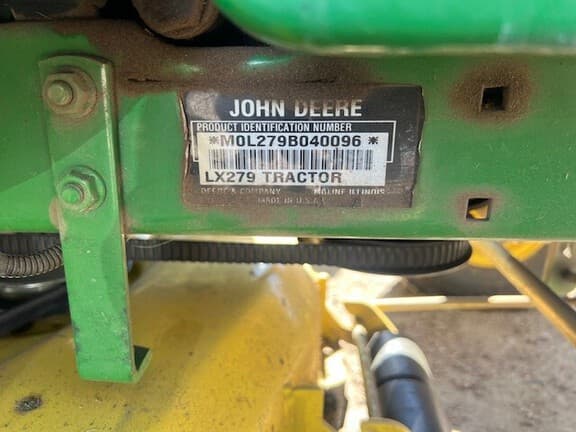 JOHN DEERE
PRODUCT IDENTIFICATION NUMBER
*M0L279B040096*
LX279 TRACTOR
DEERE & COMPANY MOLINE ILLINOIS
MADE IN U.S.A.